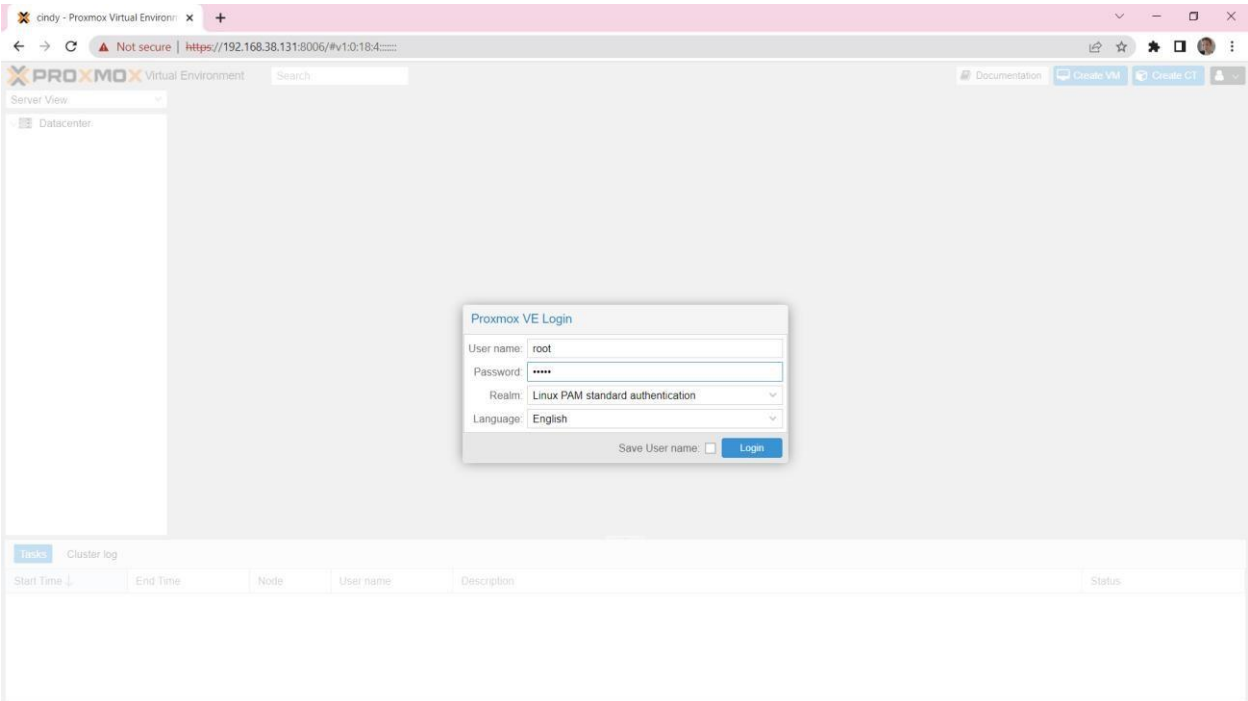 cindy - Proxmox Virtual Environm
Not secure | https://192.168.38.131:8006/#v1:0:18:4:::::::
PROXMOX Virtual Environment Search Documentation Create VM Create CT
Server View
Datacenter
Proxmox VE Login
User name: root
Password: •••••
Realm: Linux PAM standard authentication
Language: English
Save User name: Login
Tasks Cluster log
Start Time ↓ End Time Node User name Description Status